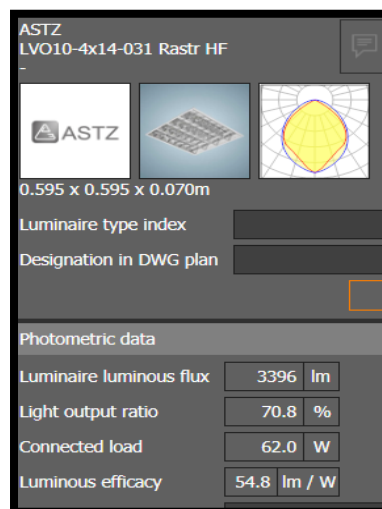 ASTZ
LVO10-4x14-031 Rastr HF
-
ASTZ
0.595 x 0.595 x 0.070m
Luminaire type index
Designation in DWG plan
Photometric data
Luminaire luminous flux 3396 lm
Light output ratio 70.8 %
Connected load 62.0 W
Luminous efficacy 54.8 lm / W